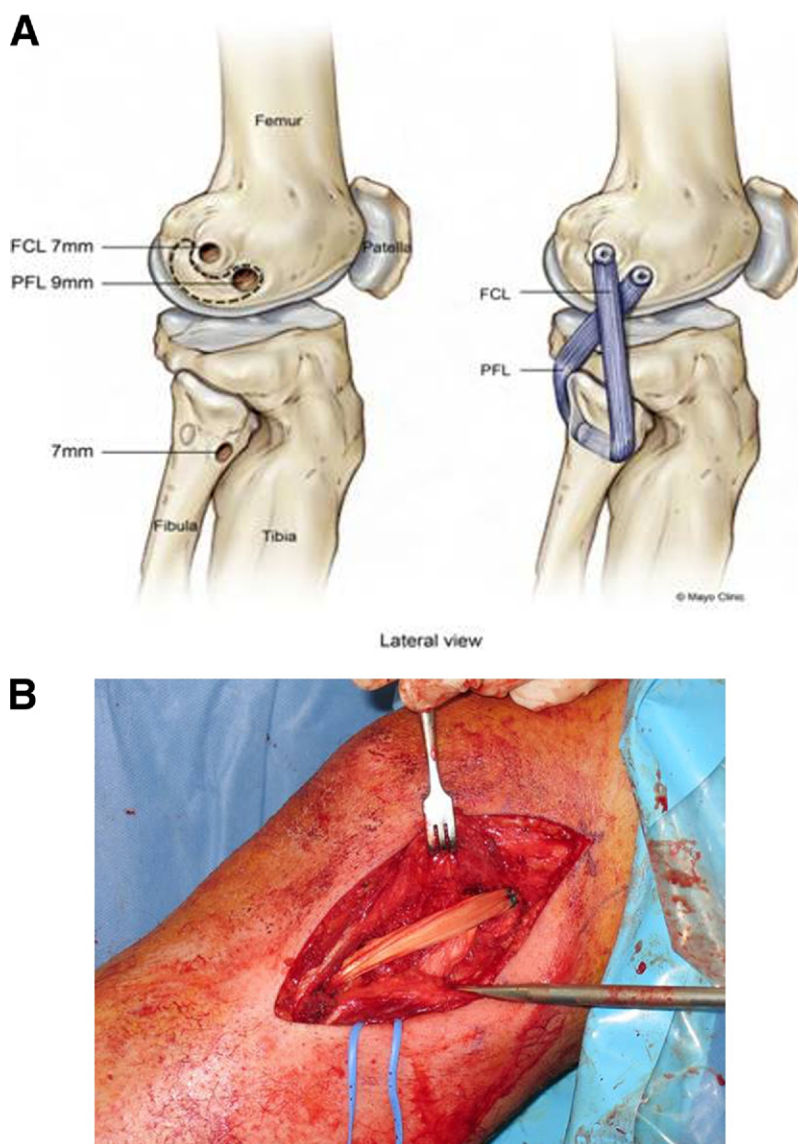 A
Femur
FCL 7mm
Patella
PFL 9mm
FCL
PFL
7mm
Fibula
Tibia
© Mayo Clinic
Lateral view
B